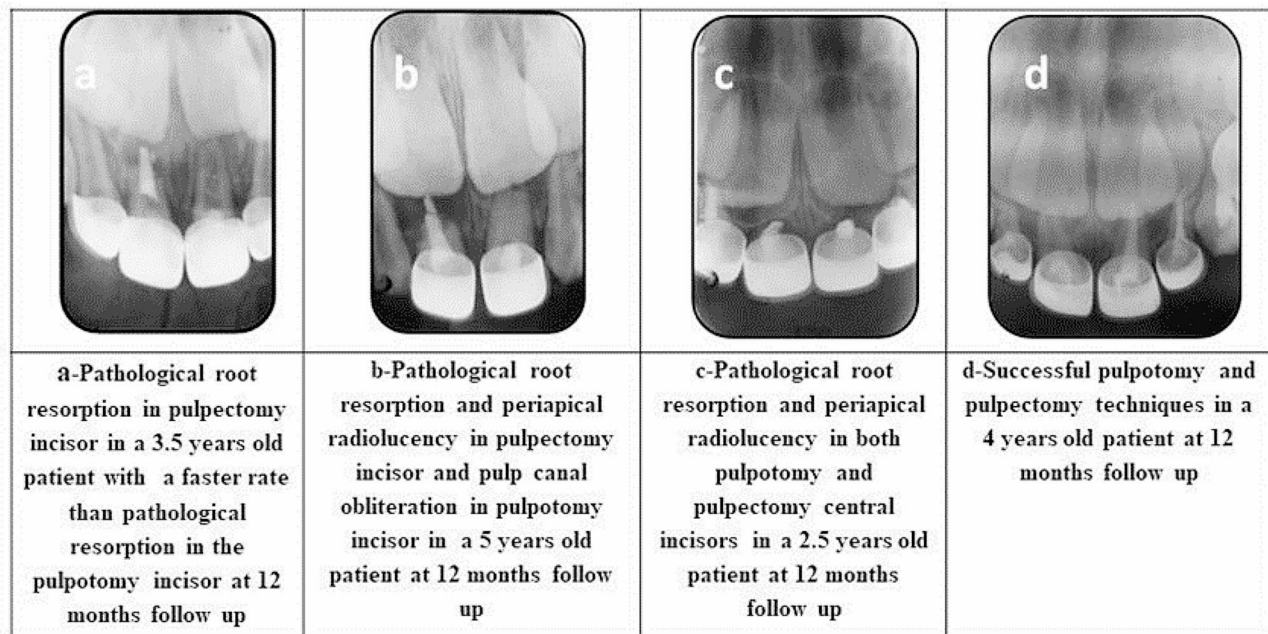 a
b
c
d
a-Pathological root
resorption in pulpectomy
incisor in a 3.5 years old
patient with a faster rate
than pathological
resorption in the
pulpotomy incisor at 12
months follow up
b-Pathological root
resorption and periapical
radiolucency in pulpectomy
incisor and pulp canal
obliteration in pulpotomy
incisor in a 5 years old
patient at 12 months follow
up
c-Pathological root
resorption and periapical
radiolucency in both
pulpotomy and
pulpectomy central
incisors in a 2.5 years old
patient at 12 months
follow up
d-Successful pulpotomy and
pulpectomy techniques in a
4 years old patient at 12
months follow up